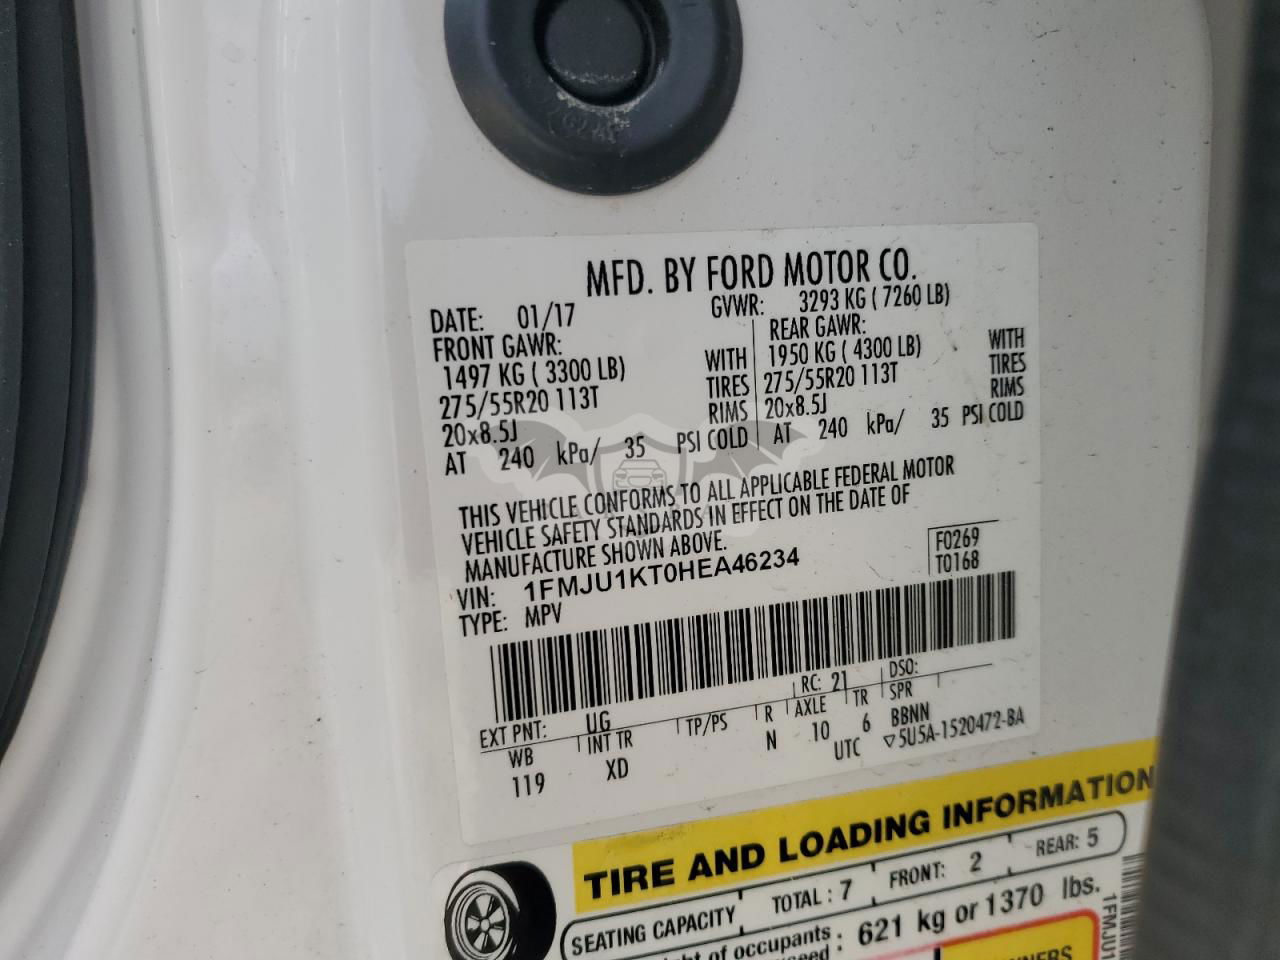 MFD. BY FORD MOTOR CO.
DATE: 01/17 GVWR: 3293 KG ( 7260 LB)
FRONT GAWR: REAR GAWR:
1497 KG ( 3300 LB) WITH 1950 KG ( 4300 LB) WITH
275/55R20 113T TIRES 275/55R20 113T TIRES
20x8.5J RIMS 20x8.5J RIMS
AT 240 kPa/ 35 PSI COLD AT 240 kPa/ 35 PSI COLD
THIS VEHICLE CONFORMS TO ALL APPLICABLE FEDERAL MOTOR
VEHICLE SAFETY STANDARDS IN EFFECT ON THE DATE OF
MANUFACTURE SHOWN ABOVE.
VIN: 1FMJU1KT0HEA46234 F0269
TYPE: MPV T0168
EXT PNT: UG RC: 21 DSO:
WB INT TR TP/PS R AXLE TR SPR
119 XD N 10 6 BBNN
UTC ▽5U5A-1520472-BA
TIRE AND LOADING INFORMATION
SEATING CAPACITY TOTAL : 7 FRONT: 2 REAR: 5
of occupants : 621 kg or 1370 lbs.
1FMJU1